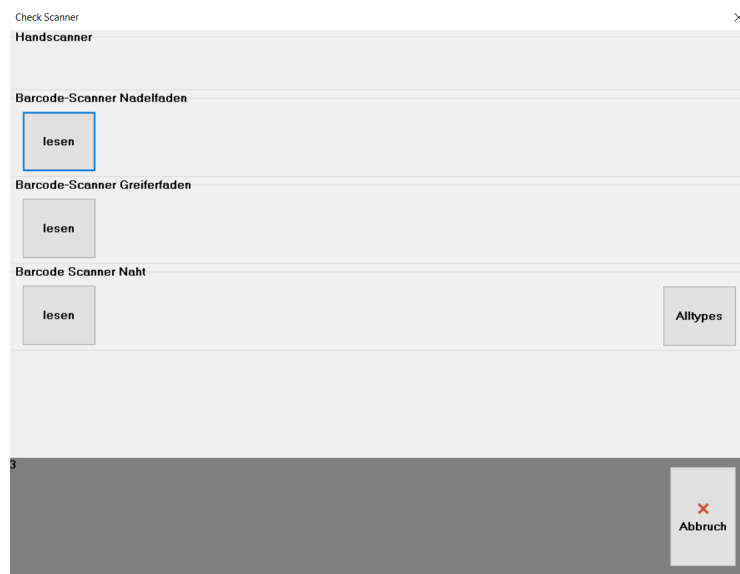 Check Scanner
Handscanner
Barcode-Scanner Nadelfaden
lesen
Barcode-Scanner Greiferfaden
lesen
Barcode Scanner Naht
lesen
Alltypes
3
Abbruch